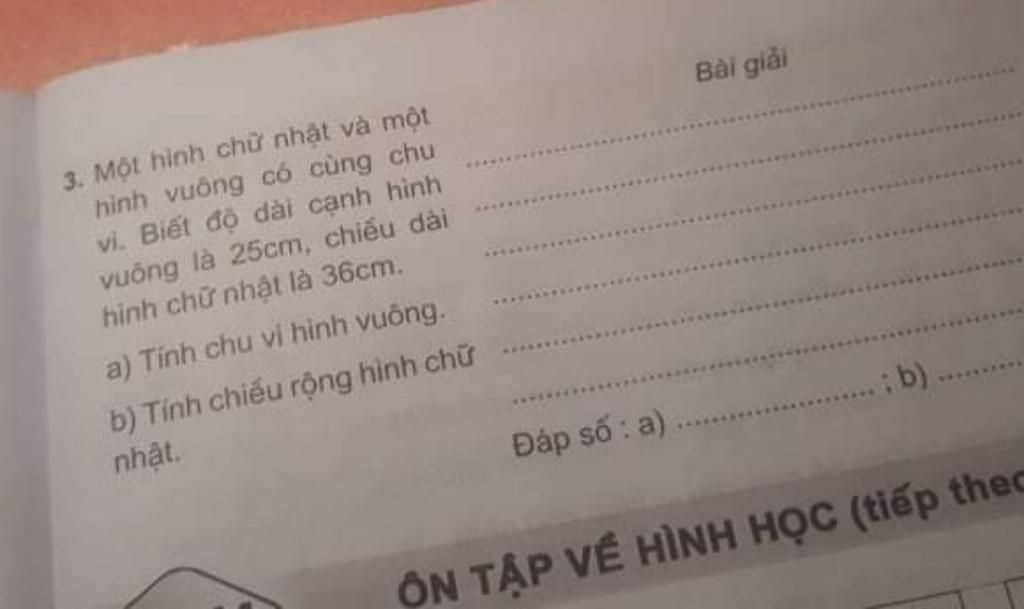 3. Một hình chữ nhật và một
hình vuông có cùng chu
vi. Biết độ dài cạnh hình
vuông là 25cm, chiều dài
hình chữ nhật là 36cm.
a) Tính chu vi hình vuông.
b) Tính chiều rộng hình chữ
nhật.
Bài giải
Đáp số : a) .................... ; b) ..........
ÔN TẬP VỀ HÌNH HỌC (tiếp theo